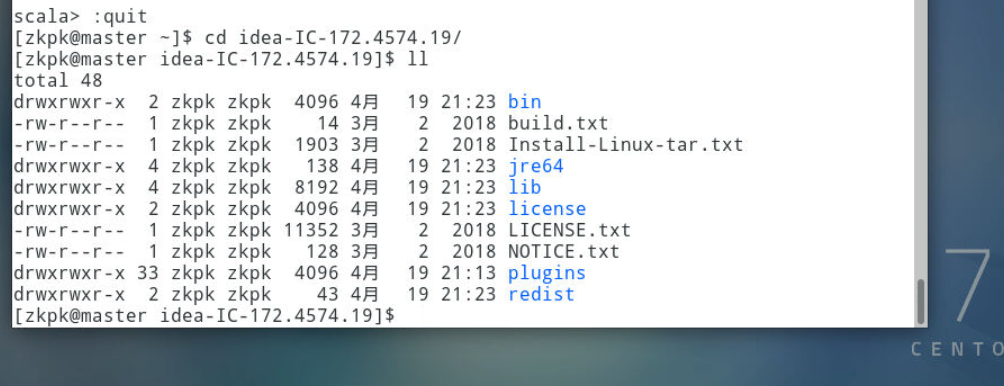 scala> :quit
[zkpk@master ~]$ cd idea-IC-172.4574.19/
[zkpk@master idea-IC-172.4574.19]$ ll
total 48
drwxrwxr-x  2 zkpk zkpk  4096 4月   19 21:23 bin
-rw-r--r--  1 zkpk zkpk    14 3月    2  2018 build.txt
-rw-r--r--  1 zkpk zkpk  1903 3月    2  2018 Install-Linux-tar.txt
drwxrwxr-x  4 zkpk zkpk   138 4月   19 21:23 jre64
drwxrwxr-x  4 zkpk zkpk  8192 4月   19 21:23 lib
drwxrwxr-x  2 zkpk zkpk  4096 4月   19 21:23 license
-rw-r--r--  1 zkpk zkpk 11352 3月    2  2018 LICENSE.txt
-rw-r--r--  1 zkpk zkpk   128 3月    2  2018 NOTICE.txt
drwxrwxr-x 33 zkpk zkpk  4096 4月   19 21:13 plugins
drwxrwxr-x  2 zkpk zkpk    43 4月   19 21:23 redist
[zkpk@master idea-IC-172.4574.19]$
7
CENTO